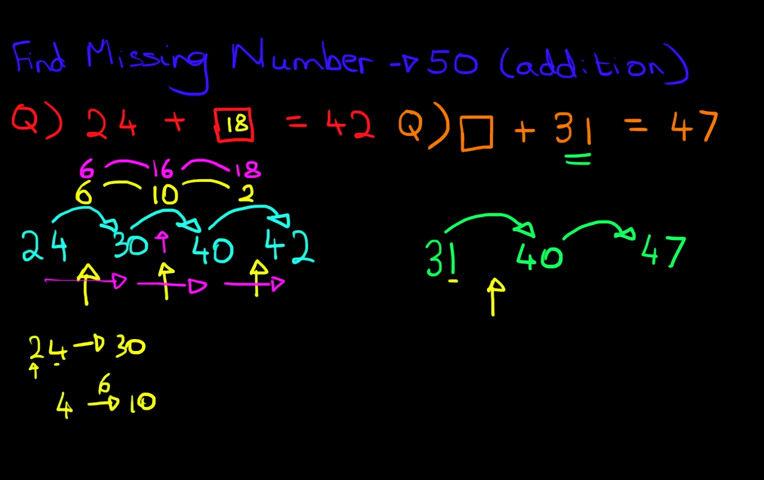 Find Missing Number → 50 (addition)
Q) 24 + 18 = 42 Q) □ + 31 = 47
6 16 18
6 10 2
24 30 40 42
31 40 47
24 → 30
6
4 → 10